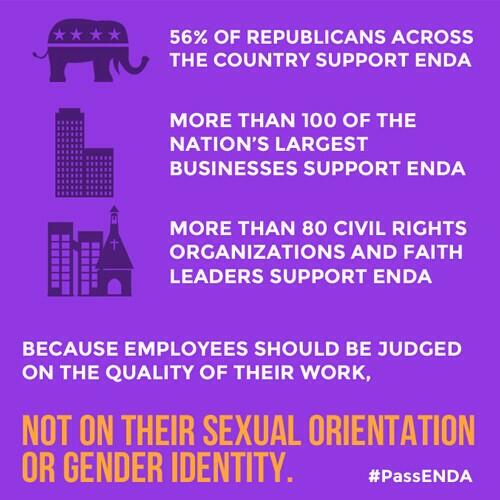 56% OF REPUBLICANS ACROSS
THE COUNTRY SUPPORT ENDA
MORE THAN 100 OF THE
NATION'S LARGEST
BUSINESSES SUPPORT ENDA
MORE THAN 80 CIVIL RIGHTS
ORGANIZATIONS AND FAITH
LEADERS SUPPORT ENDA
BECAUSE EMPLOYEES SHOULD BE JUDGED
ON THE QUALITY OF THEIR WORK,
NOT ON THEIR SEXUAL ORIENTATION
OR GENDER IDENTITY.
#PassENDA